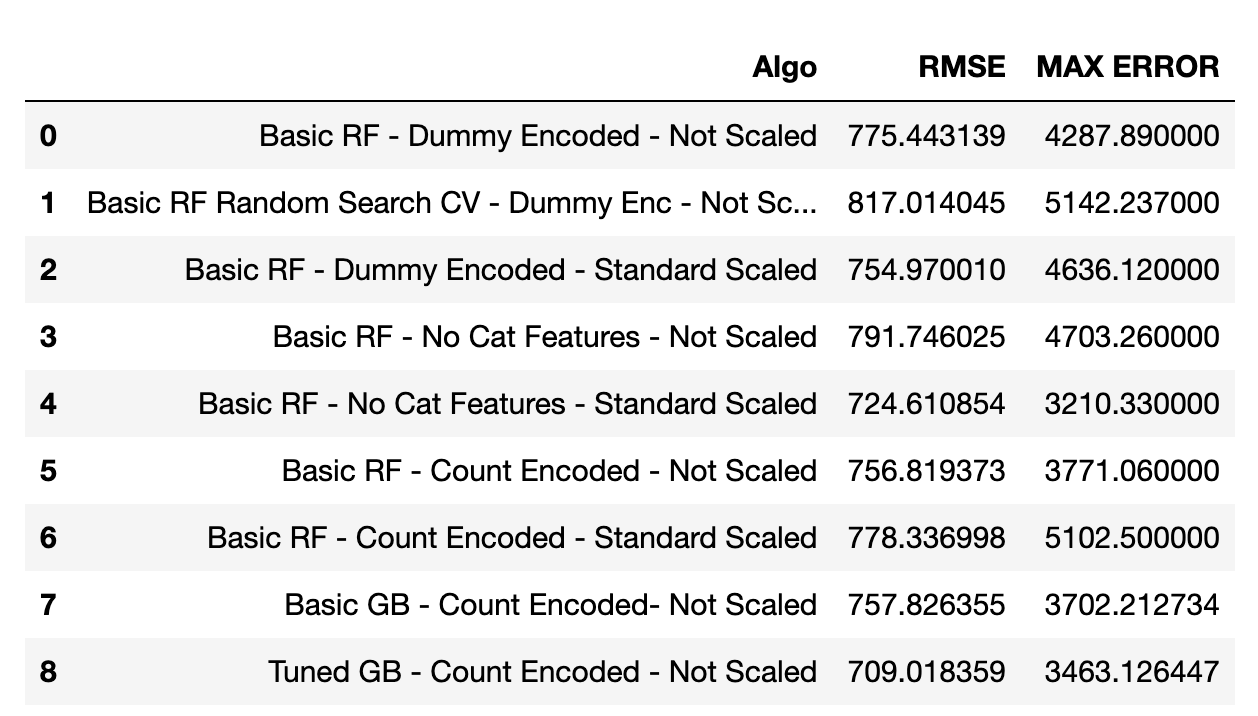 Algo RMSE MAX ERROR
0 Basic RF - Dummy Encoded - Not Scaled 775.443139 4287.890000
1 Basic RF Random Search CV - Dummy Enc - Not Sc... 817.014045 5142.237000
2 Basic RF - Dummy Encoded - Standard Scaled 754.970010 4636.120000
3 Basic RF - No Cat Features - Not Scaled 791.746025 4703.260000
4 Basic RF - No Cat Features - Standard Scaled 724.610854 3210.330000
5 Basic RF - Count Encoded - Not Scaled 756.819373 3771.060000
6 Basic RF - Count Encoded - Standard Scaled 778.336998 5102.500000
7 Basic GB - Count Encoded- Not Scaled 757.826355 3702.212734
8 Tuned GB - Count Encoded - Not Scaled 709.018359 3463.126447